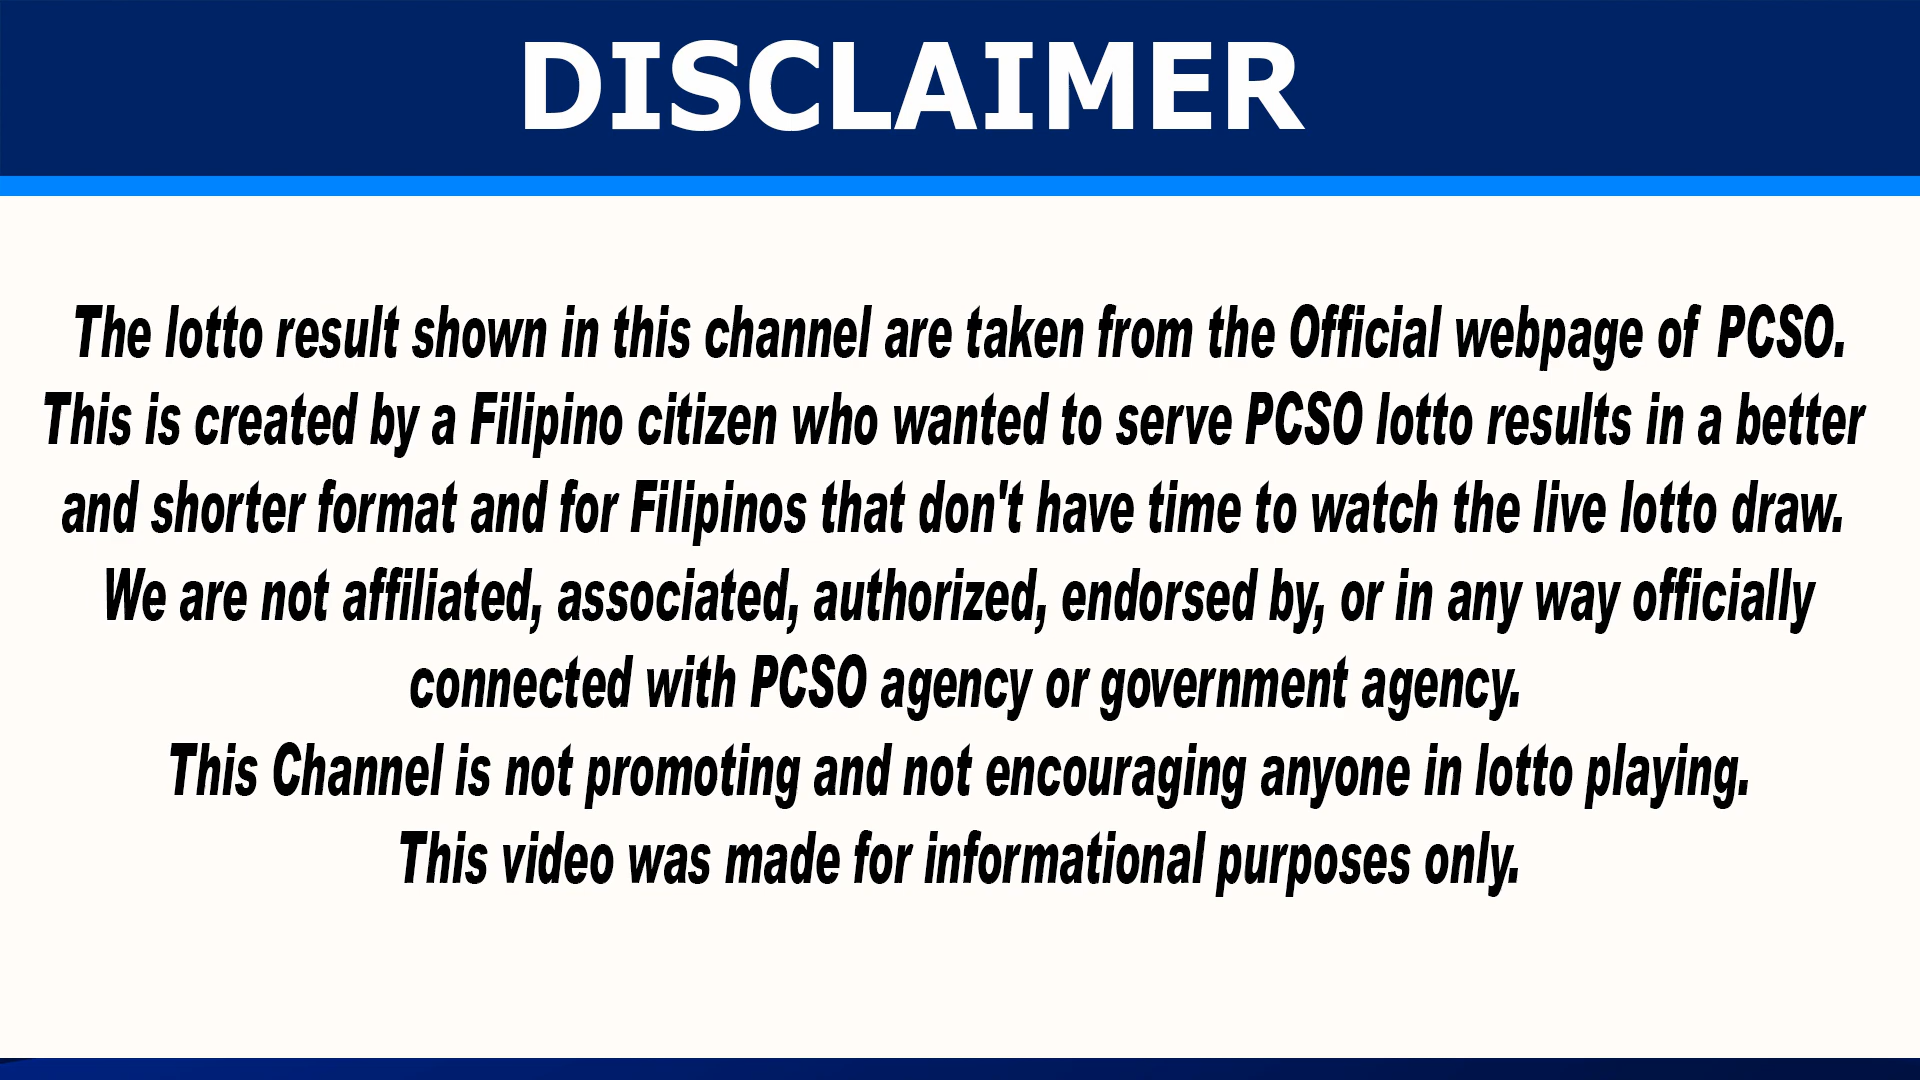 DISCLAIMER
The lotto result shown in this channel are taken from the Official webpage of PCSO.
This is created by a Filipino citizen who wanted to serve PCSO lotto results in a better
and shorter format and for Filipinos that don't have time to watch the live lotto draw.
We are not affiliated, associated, authorized, endorsed by, or in any way officially
connected with PCSO agency or government agency.
This Channel is not promoting and not encouraging anyone in lotto playing.
This video was made for informational purposes only.